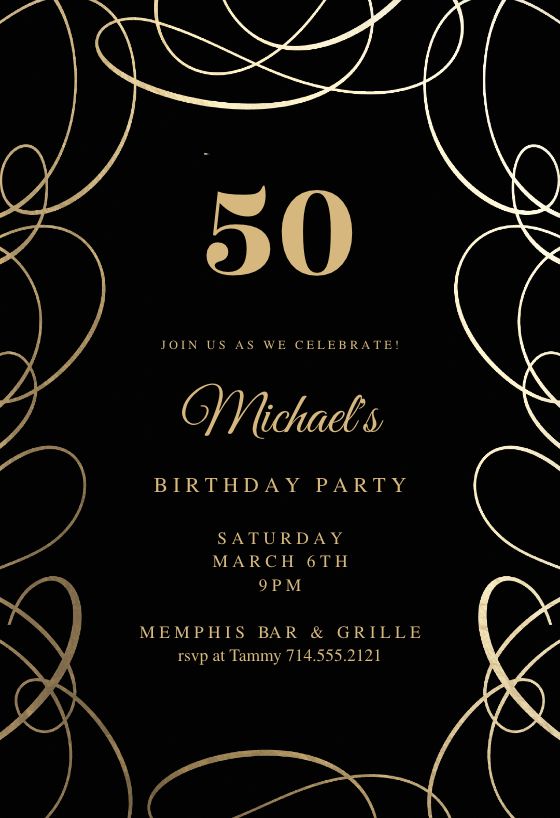 50
JOIN US AS WE CELEBRATE!
Michael's
BIRTHDAY PARTY
SATURDAY
MARCH 6TH
9PM
MEMPHIS BAR & GRILLE
rsvp at Tammy 714.555.2121